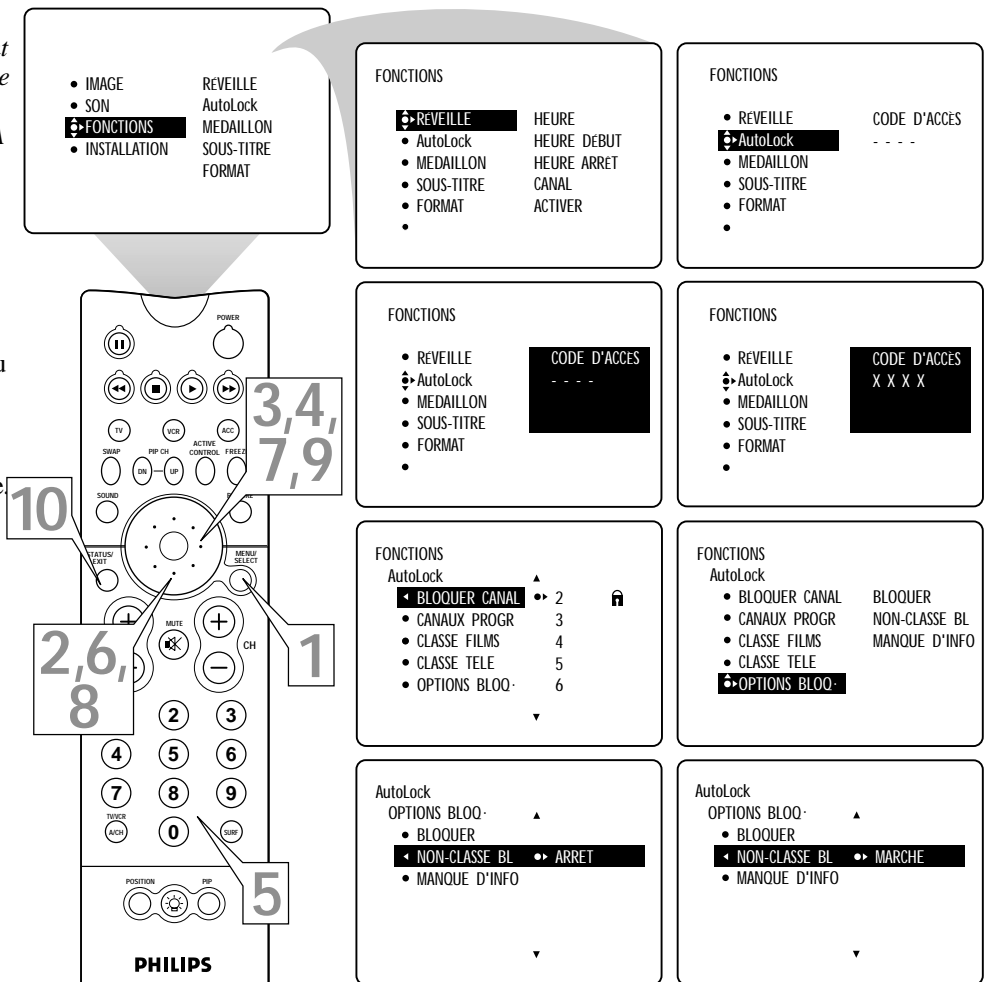 t
e
A
u
e.
IMAGE RÉVEILLE
SON AutoLock
FONCTIONS MEDAILLON
INSTALLATION SOUS-TITRE
FORMAT
FONCTIONS
RÉVEILLE HEURE
AutoLock HEURE DÉBUT
MEDAILLON HEURE ARRÊT
SOUS-TITRE CANAL
FORMAT ACTIVER
FONCTIONS
RÉVEILLE CODE D'ACCÈS
AutoLock - - - -
MEDAILLON
SOUS-TITRE
FORMAT
FONCTIONS
RÉVEILLE CODE D'ACCÈS
AutoLock - - - -
MEDAILLON
SOUS-TITRE
FORMAT
FONCTIONS
RÉVEILLE CODE D'ACCÈS
AutoLock X X X X
MEDAILLON
SOUS-TITRE
FORMAT
FONCTIONS
AutoLock
BLOQUER CANAL 2
CANAUX PROGR 3
CLASSE FILMS 4
CLASSE TELE 5
OPTIONS BLOQ. 6
FONCTIONS
AutoLock
BLOQUER CANAL BLOQUER
CANAUX PROGR NON-CLASSE BL
CLASSE FILMS MANQUE D'INFO
CLASSE TELE
OPTIONS BLOQ.
AutoLock
OPTIONS BLOQ.
BLOQUER
NON-CLASSE BL ARRET
MANQUE D'INFO
AutoLock
OPTIONS BLOQ.
BLOQUER
NON-CLASSE BL MARCHE
MANQUE D'INFO
POWER
TV VCR ACC
SWAP PIP CH ACTIVE CONTROL FREEZ
DN UP
SOUND
STATUS/EXIT MENU/SELECT
MUTE
CH
2 3
4 5 6
7 8 9
TV/VCR
A/CH 0 SURF
POSITION PIP
PHILIPS
3,4,
7,9
10
1
2,6,
8
5